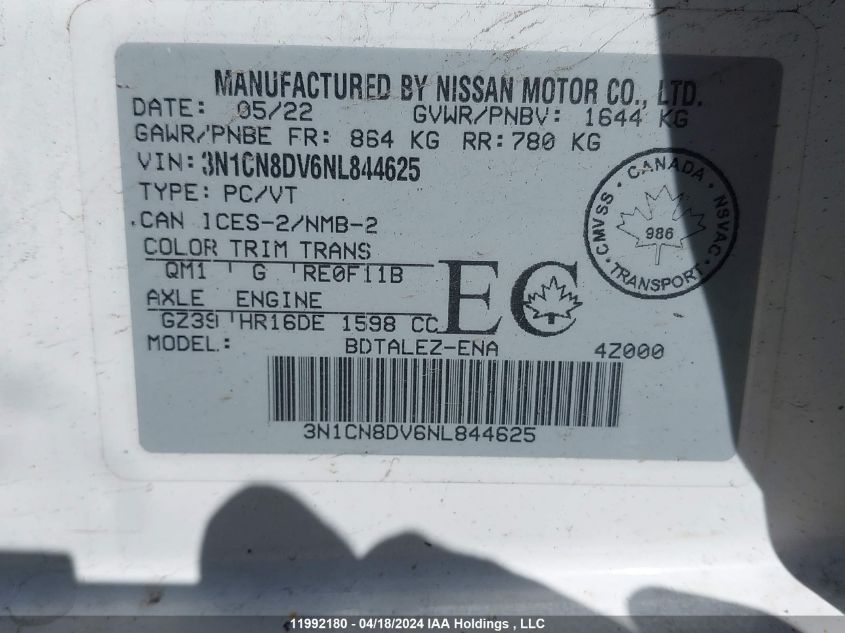 MANUFACTURED BY NISSAN MOTOR CO., LTD.
DATE: 05/22 GVWR/PNBV: 1644 KG
GAWR/PNBE FR: 864 KG RR: 780 KG
VIN: 3N1CN8DV6NL844625
TYPE: PC/VT
CAN ICES-2/NMB-2
COLOR TRIM TRANS
QM1 G RE0F11B
AXLE ENGINE
GZ39 HR16DE 1598 CC
EC
CANADA
CMVSS
NSVAC
986
TRANSPORT
MODEL: BDTALEZ-ENA 4Z000
3N1CN8DV6NL844625
11992180 - 04/18/2024 IAA Holdings, LLC